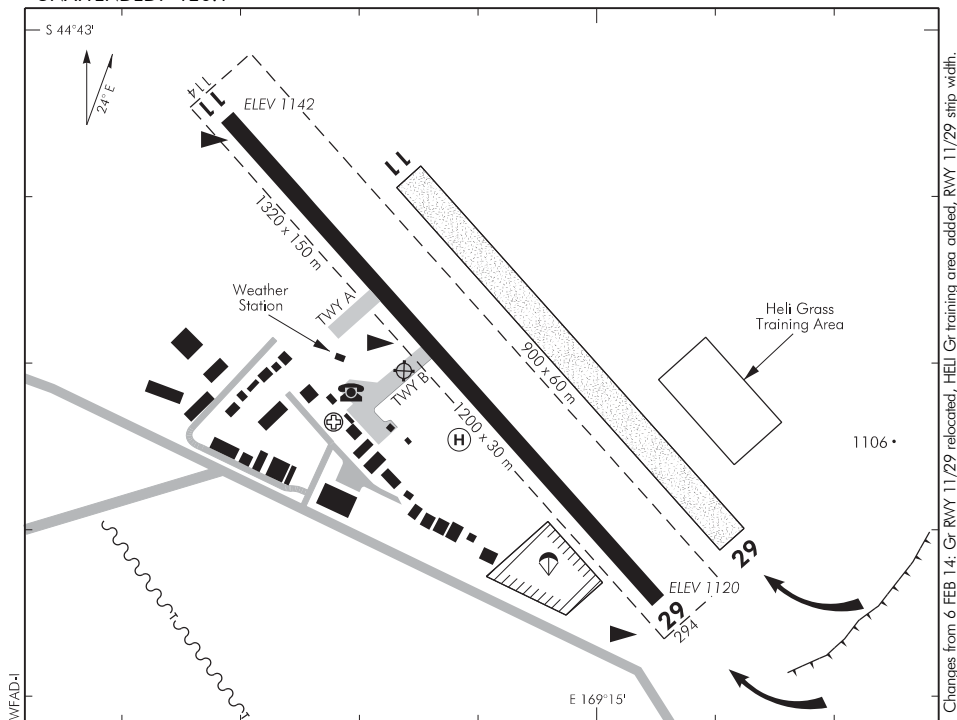 S 44°43'
24° E
114
11
ELEV 1142
11
1320 x 150 m
Weather
Station
TWY A
Heli Grass
Training Area
900 x 60 m
TWY B
1200 x 30 m
H
1106
29
ELEV 1120
29
294
E 169°15'
WFAD-I
Changes from 6 FEB 14: Gr RWY 11/29 relocated, HELI Gr training area added, RWY 11/29 strip width.